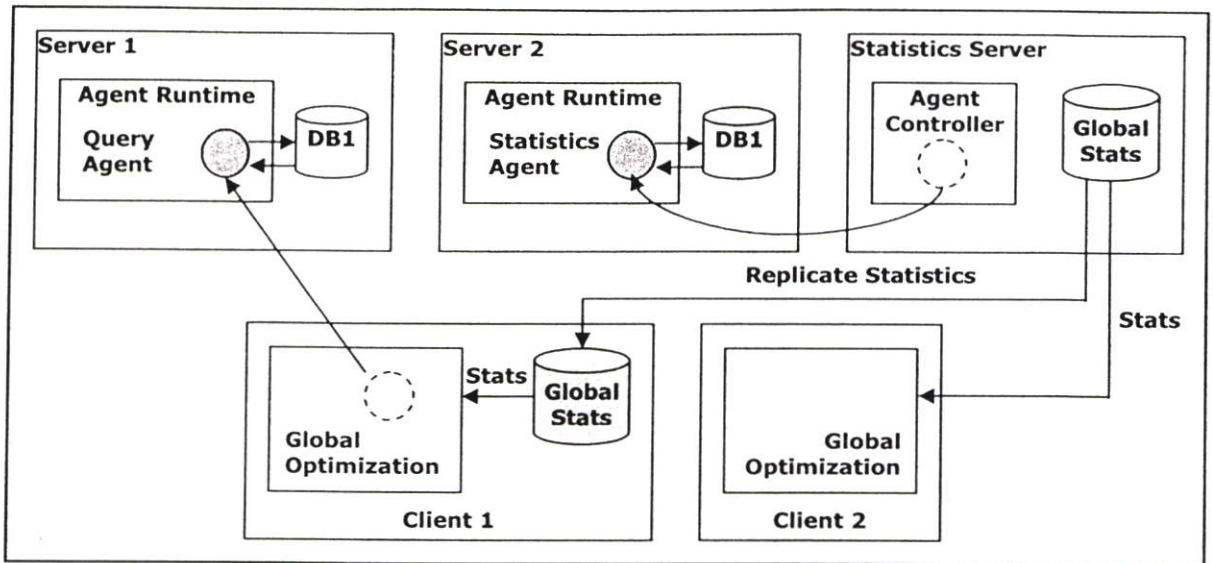 Server 1
Agent Runtime
Query
Agent
DB1
Server 2
Agent Runtime
Statistics
Agent
DB1
Statistics Server
Agent
Controller
Global
Stats
Replicate Statistics
Stats
Stats
Global
Stats
Global
Optimization
Client 1
Global
Optimization
Client 2